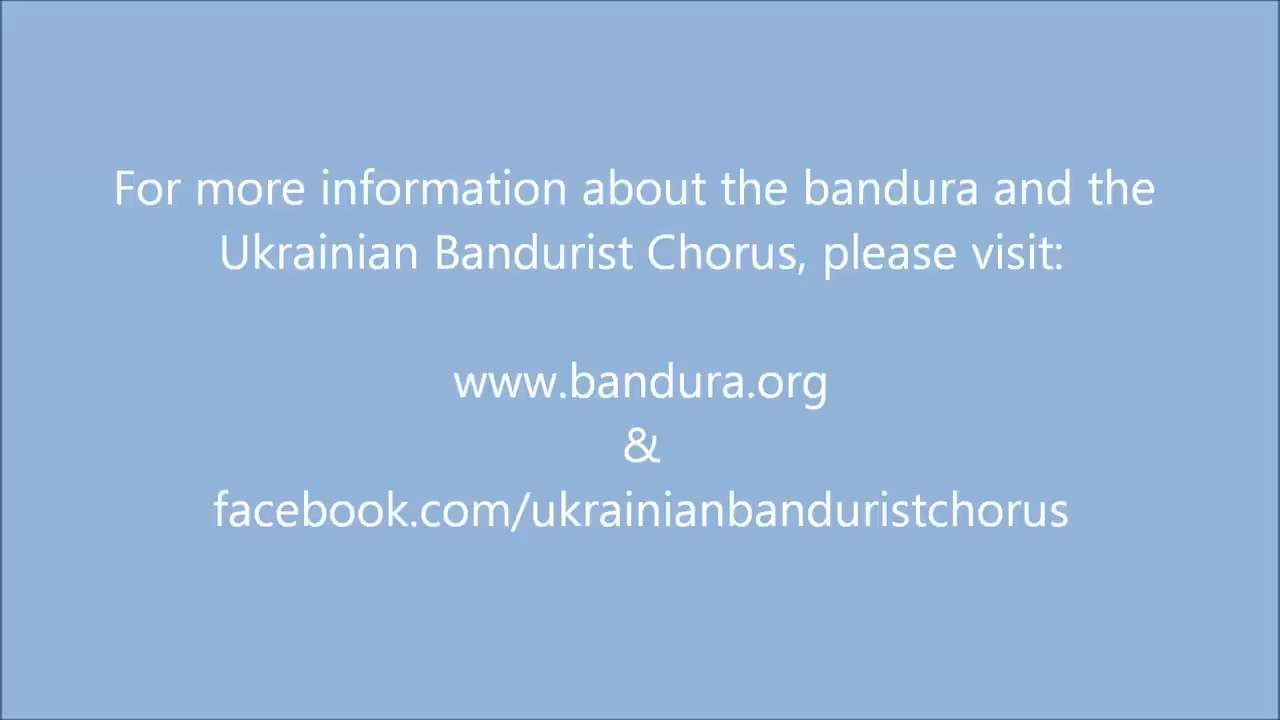 For more information about the bandura and the
Ukrainian Bandurist Chorus, please visit:
www.bandura.org
&
facebook.com/ukrainianbanduristchorus